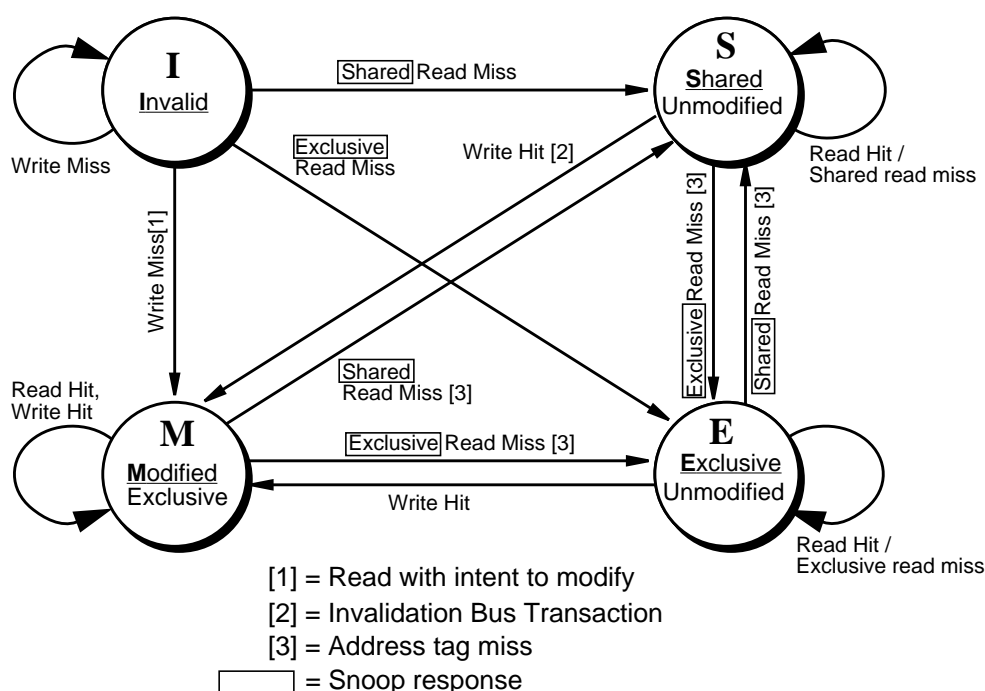 I
Invalid
Write Miss
Shared Read Miss
S
Shared
Unmodified
Read Hit /
Shared read miss
Exclusive
Read Miss
Write Hit [2]
Write Miss[1]
Exclusive Read Miss [3]
Shared Read Miss [3]
Shared
Read Miss [3]
Read Hit,
Write Hit
M
Modified
Exclusive
Exclusive Read Miss [3]
Write Hit
E
Exclusive
Unmodified
Read Hit /
Exclusive read miss
[1] = Read with intent to modify
[2] = Invalidation Bus Transaction
[3] = Address tag miss
= Snoop response